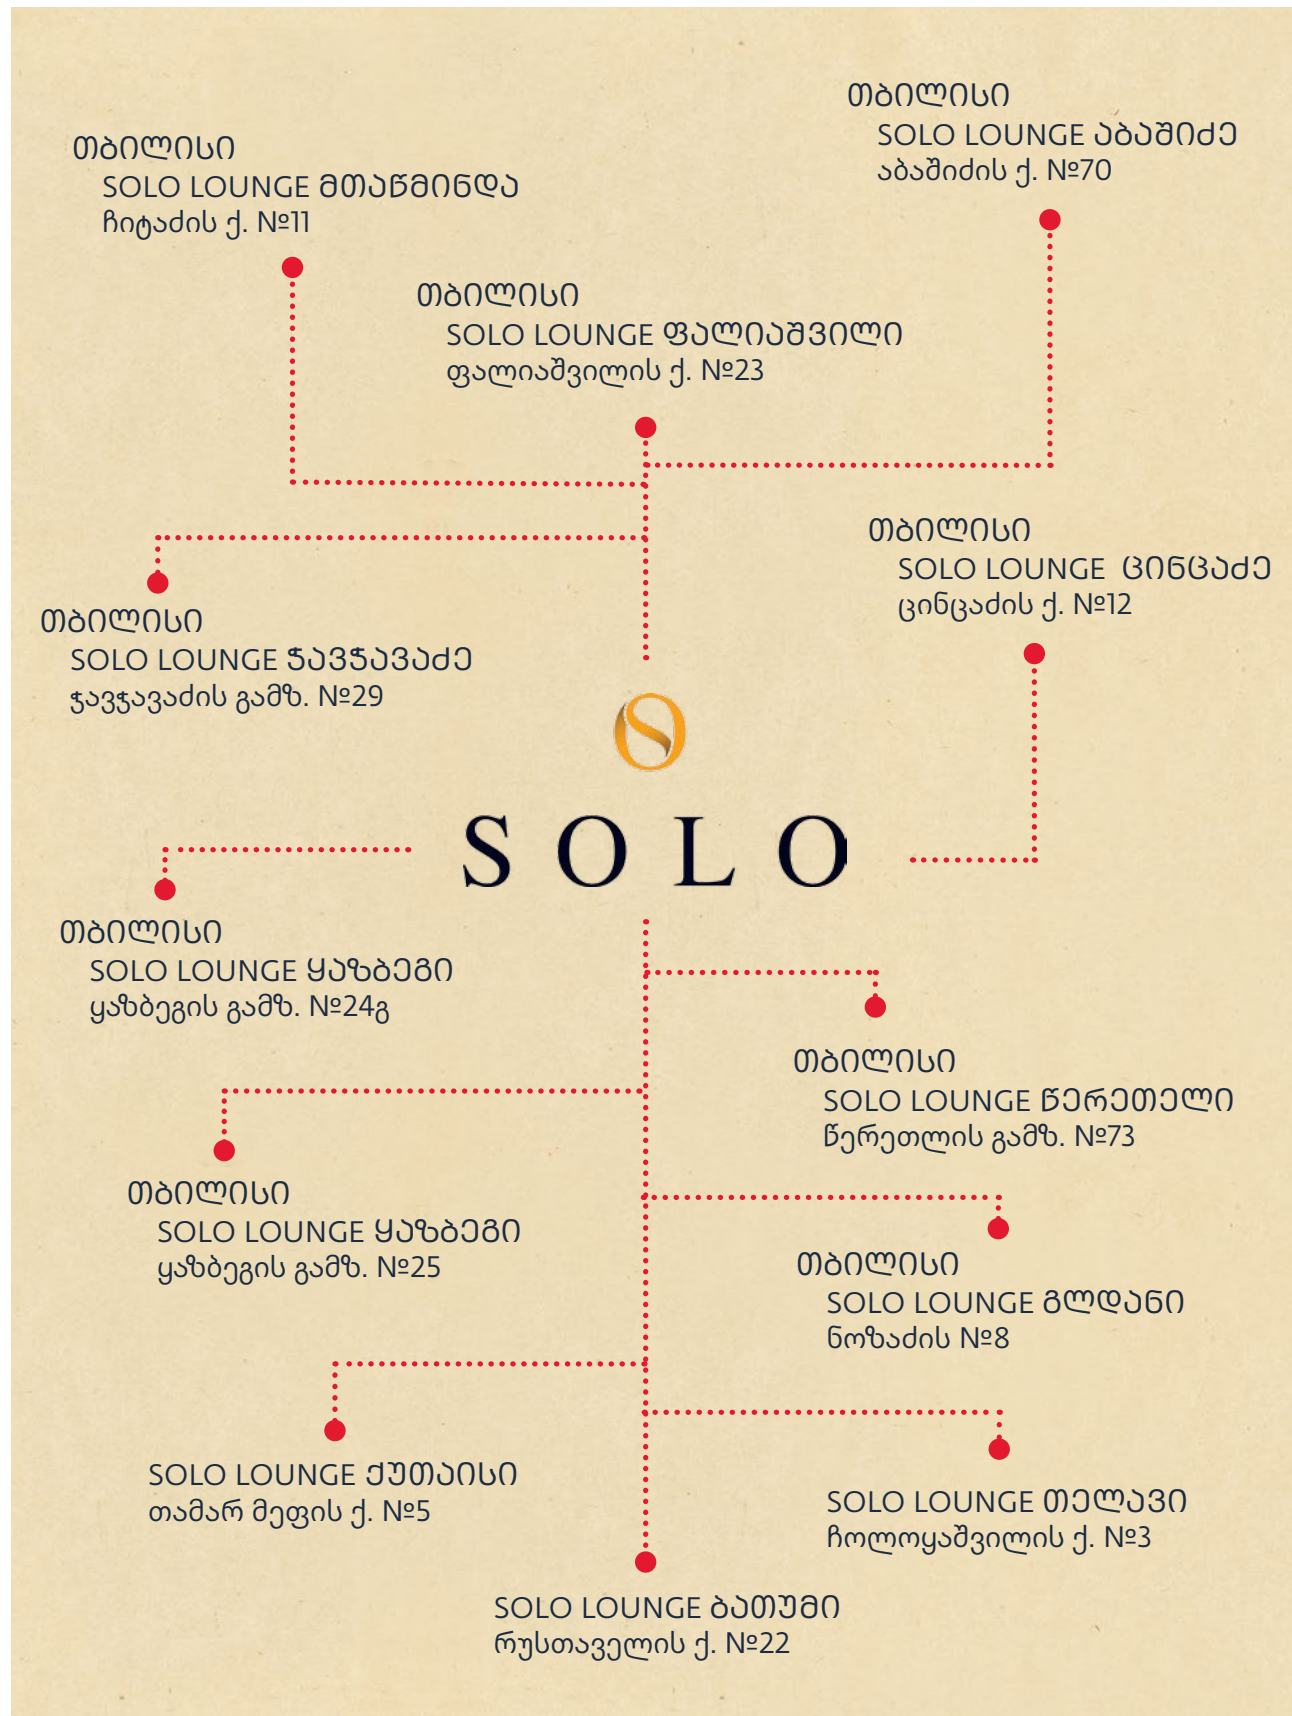 თბილისი
SOLO LOUNGE აბაშიძე
აბაშიძის ქ. №70
თბილისი
SOLO LOUNGE მთაწმინდა
ჩიტაძის ქ. №11
თბილისი
SOLO LOUNGE ფალიაშვილი
ფალიაშვილის ქ. №23
თბილისი
SOLO LOUNGE ცინცაძე
ცინცაძის ქ. №12
თბილისი
SOLO LOUNGE ჭავჭავაძე
ჭავჭავაძის გამზ. №29
SOLO
თბილისი
SOLO LOUNGE ყაზბეგი
ყაზბეგის გამზ. №24გ
თბილისი
SOLO LOUNGE წერეთელი
წერეთლის გამზ. №73
თბილისი
SOLO LOUNGE ყაზბეგი
ყაზბეგის გამზ. №25
თბილისი
SOLO LOUNGE გლდანი
ნოზაძის №8
SOLO LOUNGE ქუთაისი
თამარ მეფის ქ. №5
SOLO LOUNGE თელავი
ჩოლოყაშვილის ქ. №3
SOLO LOUNGE ბათუმი
რუსთაველის ქ. №22